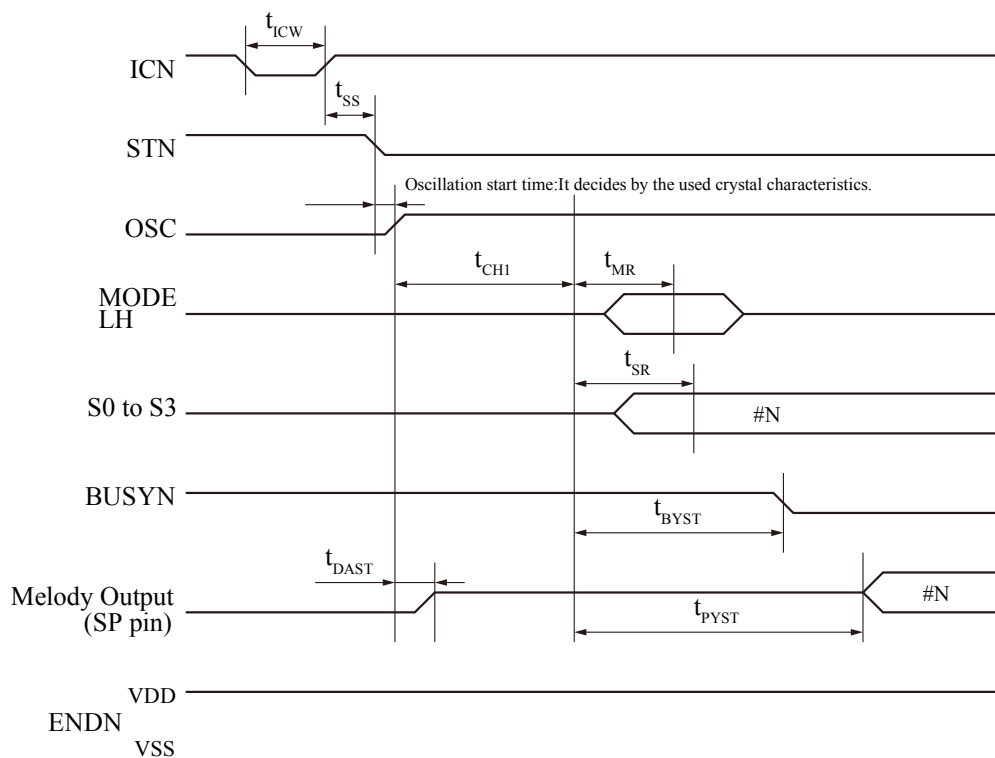 tICW
ICN
tSS
STN
Oscillation start time:It decides by the used crystal characteristics.
OSC
tCH1
tMR
MODE
LH
tSR
S0 to S3
#N
BUSYN
tBYST
tDAST
Melody Output
(SP pin)
#N
tPYST
VDD
ENDN
VSS